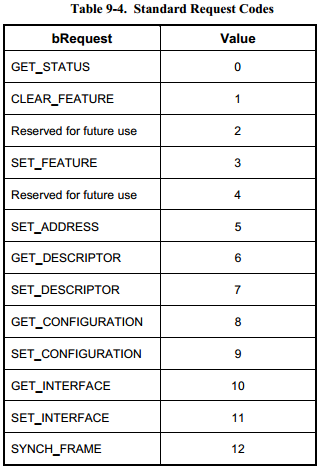 Table 9-4. Standard Request Codes
bRequest Value
GET_STATUS 0
CLEAR_FEATURE 1
Reserved for future use 2
SET_FEATURE 3
Reserved for future use 4
SET_ADDRESS 5
GET_DESCRIPTOR 6
SET_DESCRIPTOR 7
GET_CONFIGURATION 8
SET_CONFIGURATION 9
GET_INTERFACE 10
SET_INTERFACE 11
SYNCH_FRAME 12